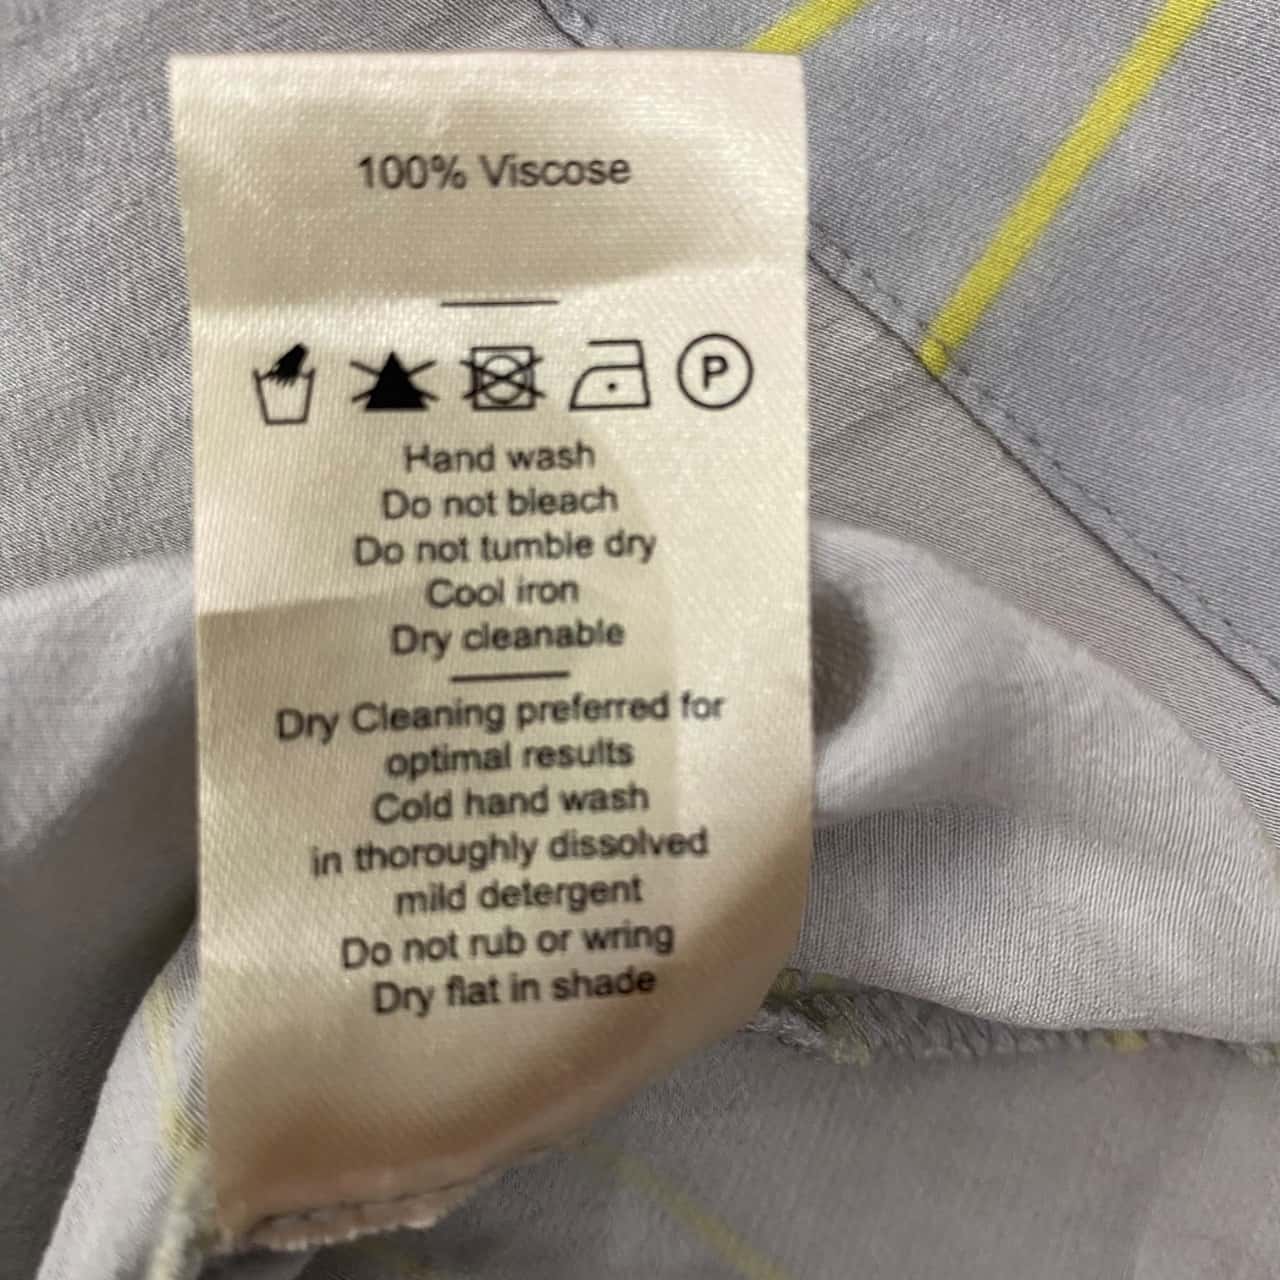 100% Viscose
P
Hand wash
Do not bleach
Do not tumble dry
Cool iron
Dry cleanable
Dry Cleaning preferred for
optimal results
Cold hand wash
in thoroughly dissolved
mild detergent
Do not rub or wring
Dry flat in shade